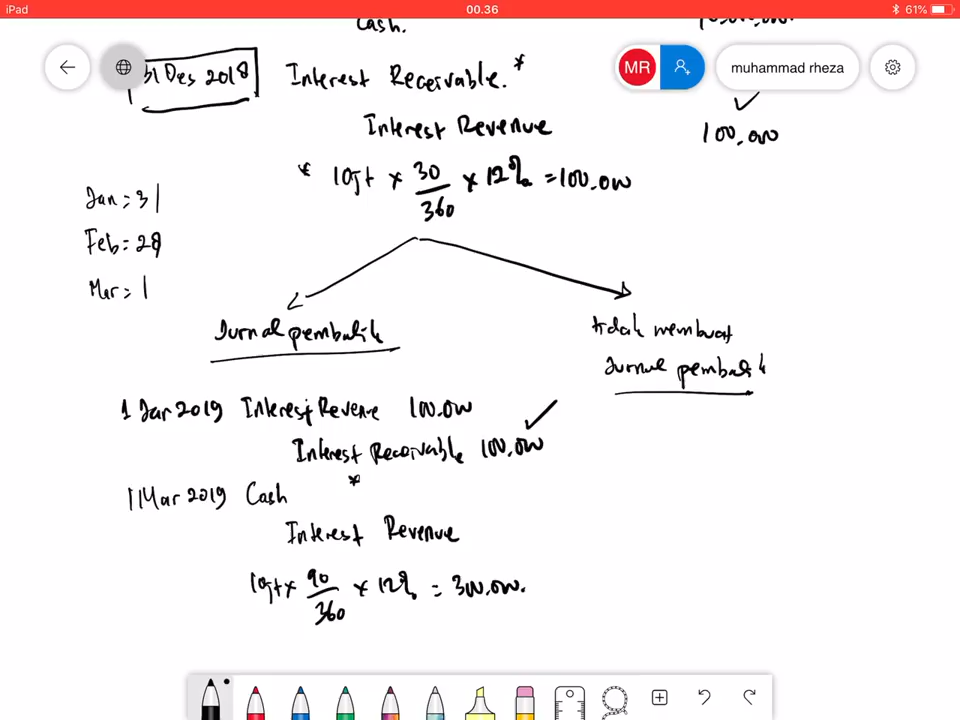 iPad 00.36 61%
Cash. 10.000.000.
MR muhammad rheza
31 Des 2018 Interest Receivable.*
Interest Revenue 100.000
* 10jt x 30/360 x 12% = 100.000
Jan = 31
Feb = 28
Mar = 1
Jurnal pembalik
tidak membuat
Jurnal pembalik
1 Jan 2019 Interest Revenue 100.000
Interest Receivable 100.000
*
1 Mar 2019 Cash
Interest Revenue
10jt x 90/360 x 12% = 300.000.